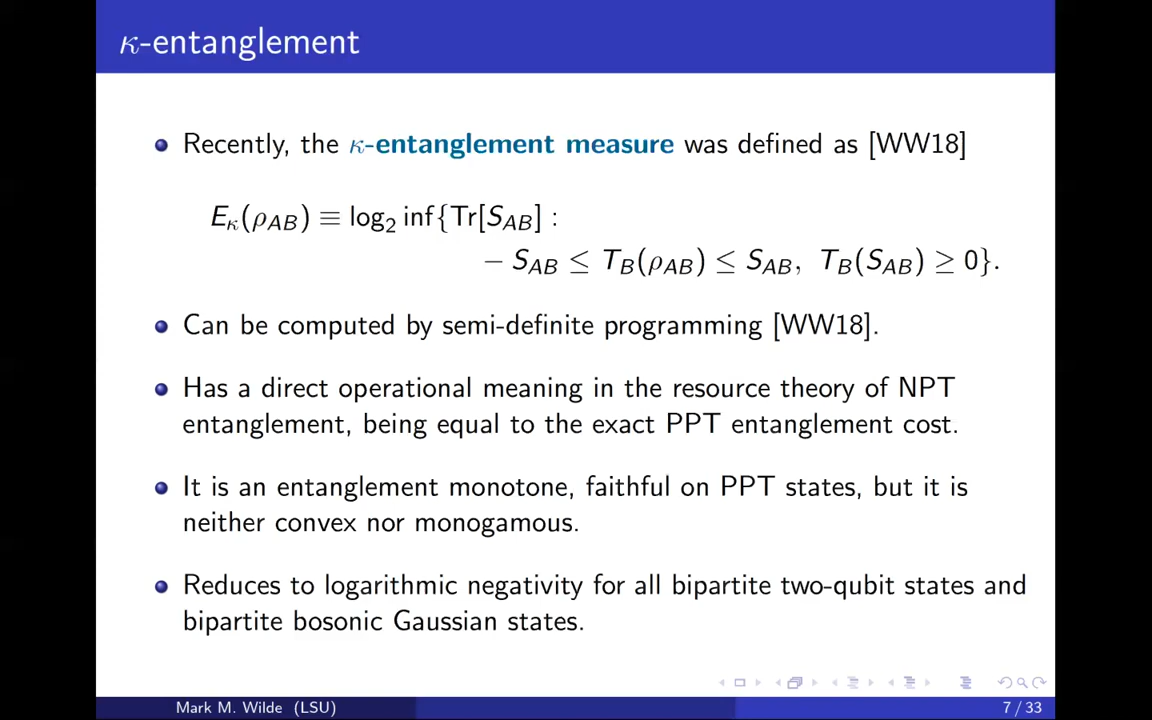 κ-entanglement
Recently, the κ-entanglement measure was defined as [WW18]
E_κ(ρ_AB) ≡ log₂ inf{Tr[S_AB] :
− S_AB ≤ T_B(ρ_AB) ≤ S_AB, T_B(S_AB) ≥ 0}.
Can be computed by semi-definite programming [WW18].
Has a direct operational meaning in the resource theory of NPT
entanglement, being equal to the exact PPT entanglement cost.
It is an entanglement monotone, faithful on PPT states, but it is
neither convex nor monogamous.
Reduces to logarithmic negativity for all bipartite two-qubit states and
bipartite bosonic Gaussian states.
Mark M. Wilde (LSU)
7 / 33